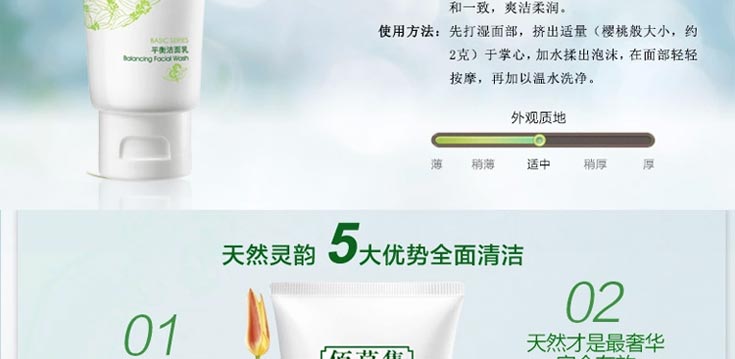 和一致，爽洁柔润。
使用方法：先打湿面部，挤出适量（樱桃般大小，约
2克）于掌心，加水揉出泡沫，在面部轻轻
按摩，再加以温水洗净。
BASIC SERIES
平衡洁面乳
Balancing Facial Wash
外观质地
薄 稍薄 适中 稍厚 厚
天然灵韵 5大优势全面清洁
01
02
天然才是最奢华